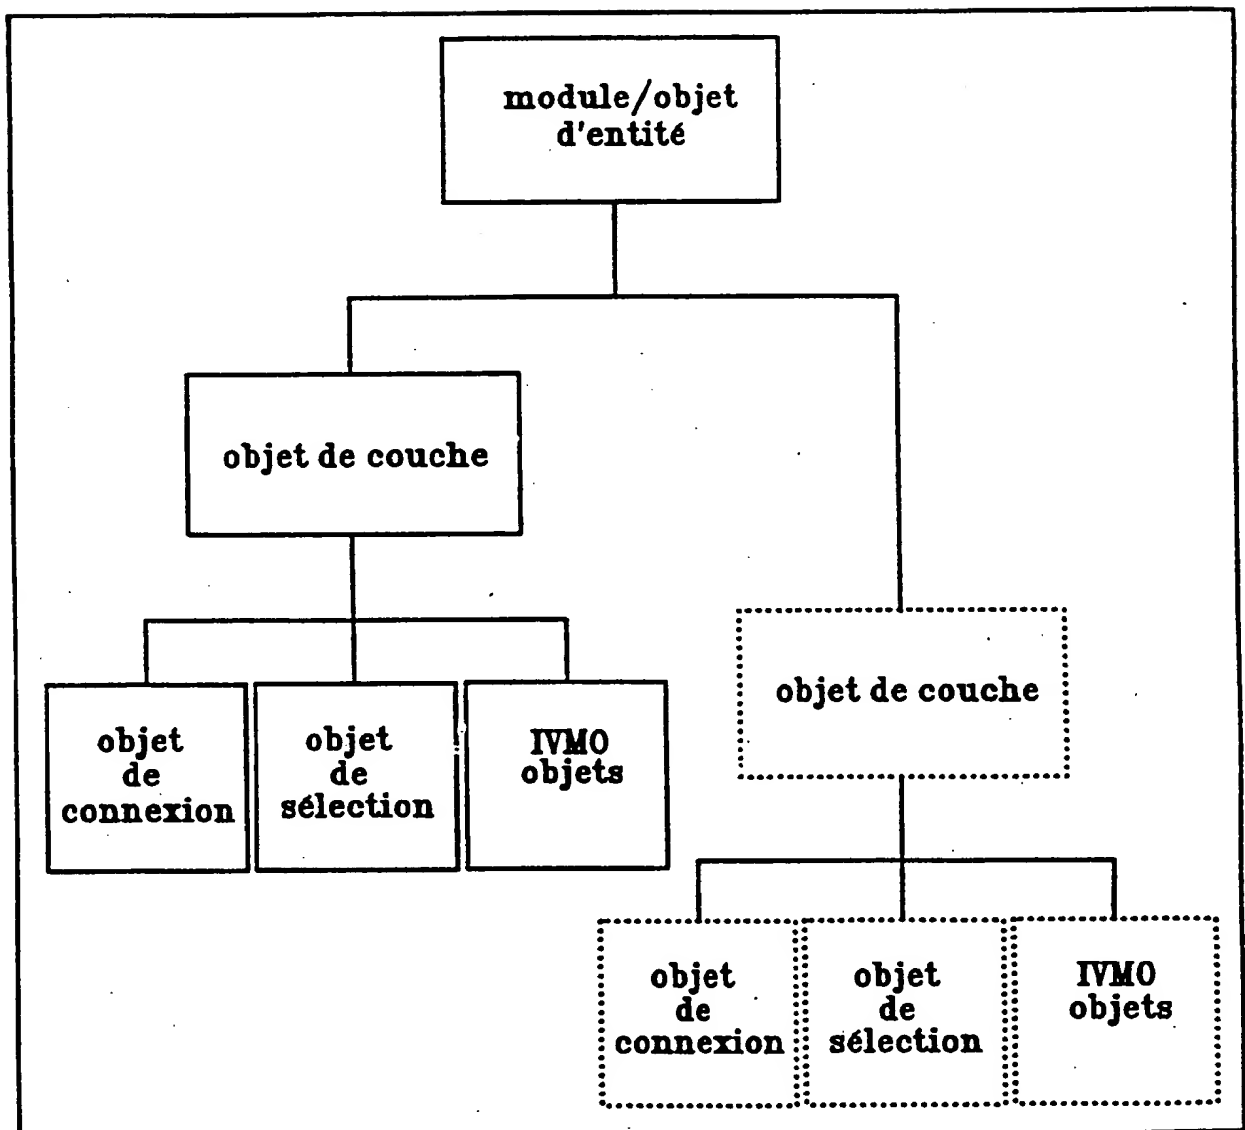 module/objet
d'entité
objet de couche
objet
de
connexion
objet
de
sélection
IVMO
objets
objet de couche
objet
de
connexion
objet
de
sélection
IVMO
objets